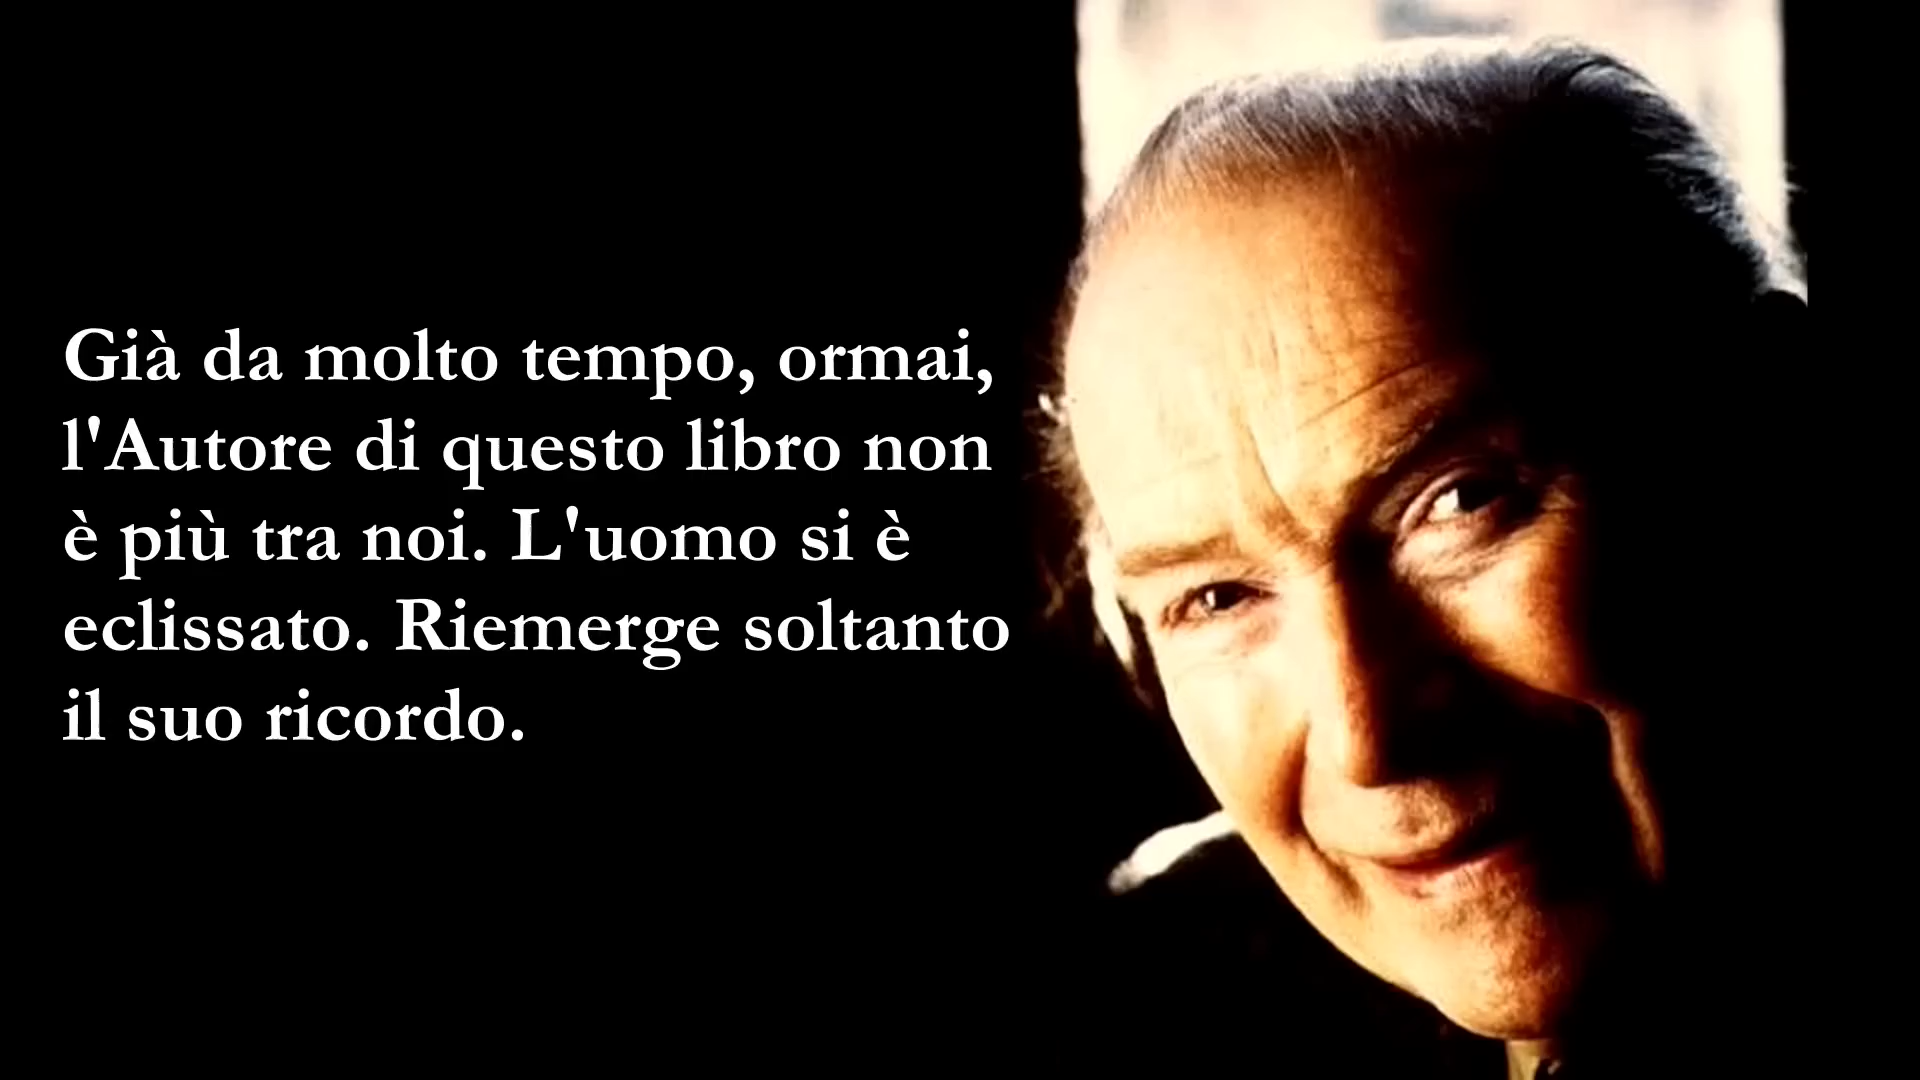 Già da molto tempo, ormai,
l'Autore di questo libro non
è più tra noi. L'uomo si è
eclissato. Riemerge soltanto
il suo ricordo.